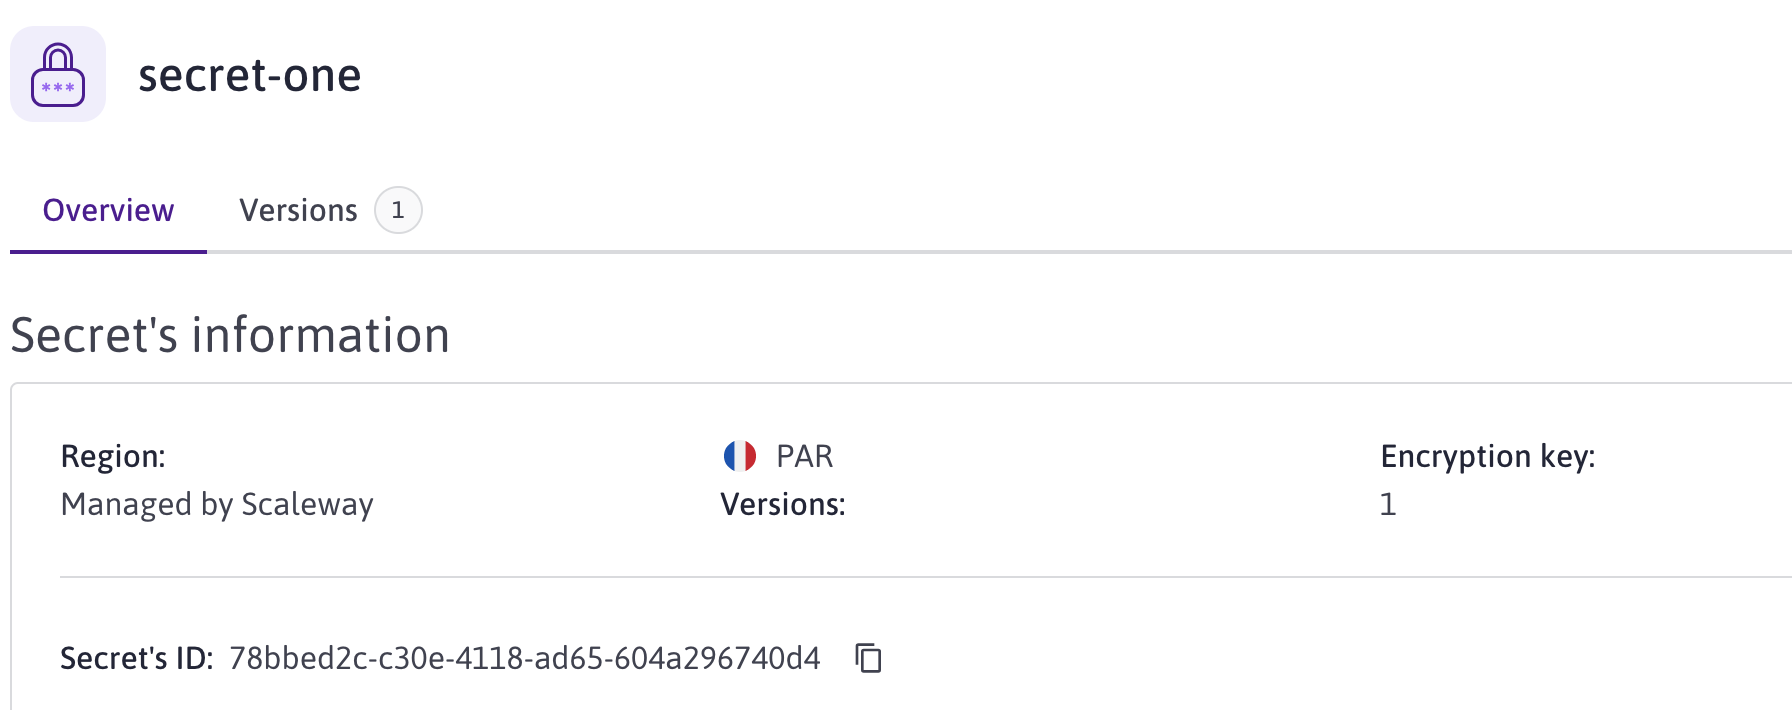 ***
secret-one
Overview Versions 1
Secret's information
Region: PAR Encryption key:
Managed by Scaleway Versions: 1
Secret's ID: 78bbed2c-c30e-4118-ad65-604a296740d4